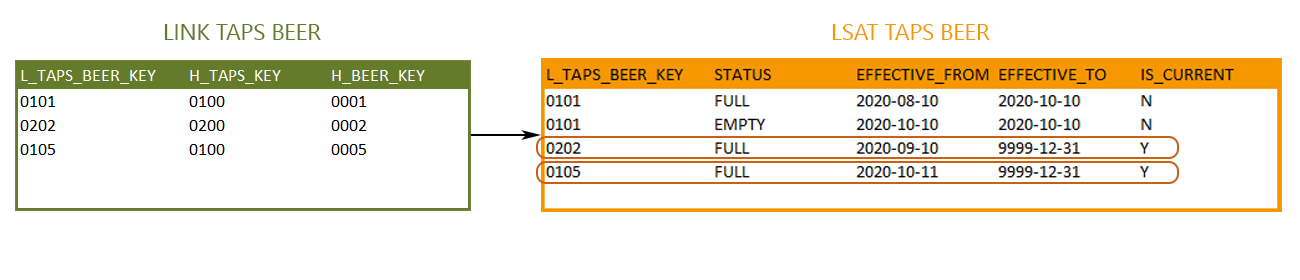 LINK TAPS BEER
L_TAPS_BEER_KEY H_TAPS_KEY H_BEER_KEY
0101 0100 0001
0202 0200 0002
0105 0100 0005
LSAT TAPS BEER
L_TAPS_BEER_KEY STATUS EFFECTIVE_FROM EFFECTIVE_TO IS_CURRENT
0101 FULL 2020-08-10 2020-10-10 N
0101 EMPTY 2020-10-10 2020-10-10 N
0202 FULL 2020-09-10 9999-12-31 Y
0105 FULL 2020-10-11 9999-12-31 Y